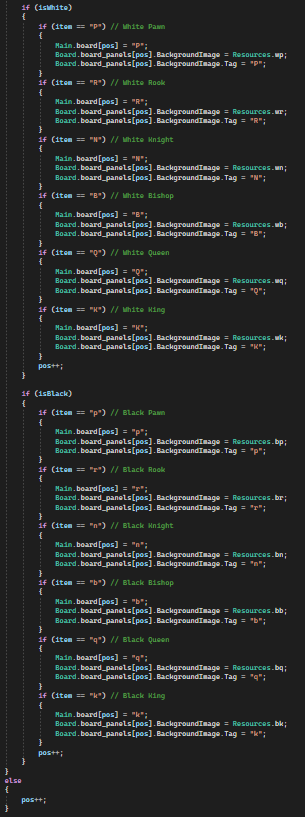 if (isWhite)
{
if (item == "P") // White Pawn
{
Main.board[pos] = "P";
Board.board_panels[pos].BackgroundImage = Resources.wp;
Board.board_panels[pos].BackgroundImage.Tag = "P";
}
if (item == "R") // White Rook
{
Main.board[pos] = "R";
Board.board_panels[pos].BackgroundImage = Resources.wr;
Board.board_panels[pos].BackgroundImage.Tag = "R";
}
if (item == "N") // White Knight
{
Main.board[pos] = "N";
Board.board_panels[pos].BackgroundImage = Resources.wn;
Board.board_panels[pos].BackgroundImage.Tag = "N";
}
if (item == "B") // White Bishop
{
Main.board[pos] = "B";
Board.board_panels[pos].BackgroundImage = Resources.wb;
Board.board_panels[pos].BackgroundImage.Tag = "B";
}
if (item == "Q") // White Queen
{
Main.board[pos] = "Q";
Board.board_panels[pos].BackgroundImage = Resources.wq;
Board.board_panels[pos].BackgroundImage.Tag = "Q";
}
if (item == "K") // White King
{
Main.board[pos] = "K";
Board.board_panels[pos].BackgroundImage = Resources.wk;
Board.board_panels[pos].BackgroundImage.Tag = "K";
}
pos++;
}
if (isBlack)
{
if (item == "p") // Black Pawn
{
Main.board[pos] = "p";
Board.board_panels[pos].BackgroundImage = Resources.bp;
Board.board_panels[pos].BackgroundImage.Tag = "p";
}
if (item == "r") // Black Rook
{
Main.board[pos] = "r";
Board.board_panels[pos].BackgroundImage = Resources.br;
Board.board_panels[pos].BackgroundImage.Tag = "r";
}
if (item == "n") // Black Knight
{
Main.board[pos] = "n";
Board.board_panels[pos].BackgroundImage = Resources.bn;
Board.board_panels[pos].BackgroundImage.Tag = "n";
}
if (item == "b") // Black Bishop
{
Main.board[pos] = "b";
Board.board_panels[pos].BackgroundImage = Resources.bb;
Board.board_panels[pos].BackgroundImage.Tag = "b";
}
if (item == "q") // Black Queen
{
Main.board[pos] = "q";
Board.board_panels[pos].BackgroundImage = Resources.bq;
Board.board_panels[pos].BackgroundImage.Tag = "q";
}
if (item == "k") // Black King
{
Main.board[pos] = "k";
Board.board_panels[pos].BackgroundImage = Resources.bk;
Board.board_panels[pos].BackgroundImage.Tag = "k";
}
pos++;
}
}
else
{
pos++;
}